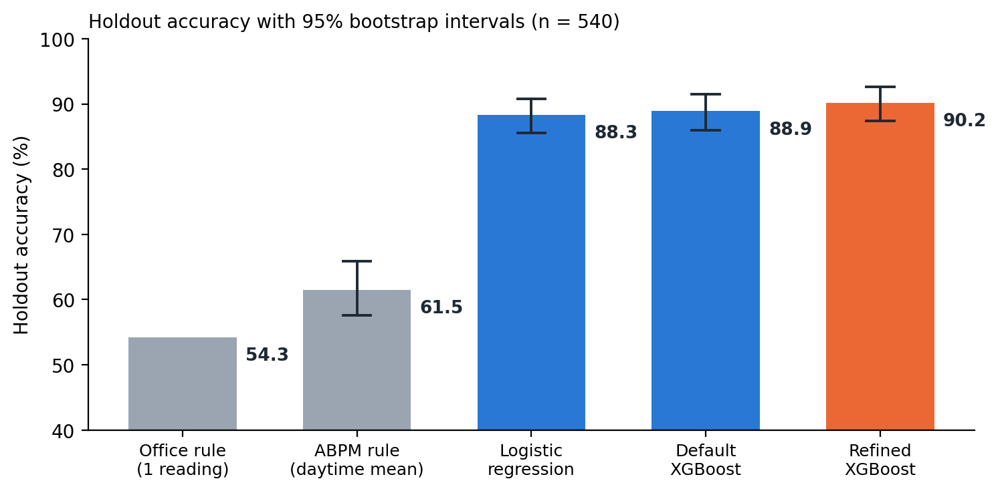 Holdout accuracy with 95% bootstrap intervals (n = 540)
Holdout accuracy (%)
100
90
80
70
60
50
40
54.3
61.5
88.3
88.9
90.2
Office rule
(1 reading)
ABPM rule
(daytime mean)
Logistic
regression
Default
XGBoost
Refined
XGBoost